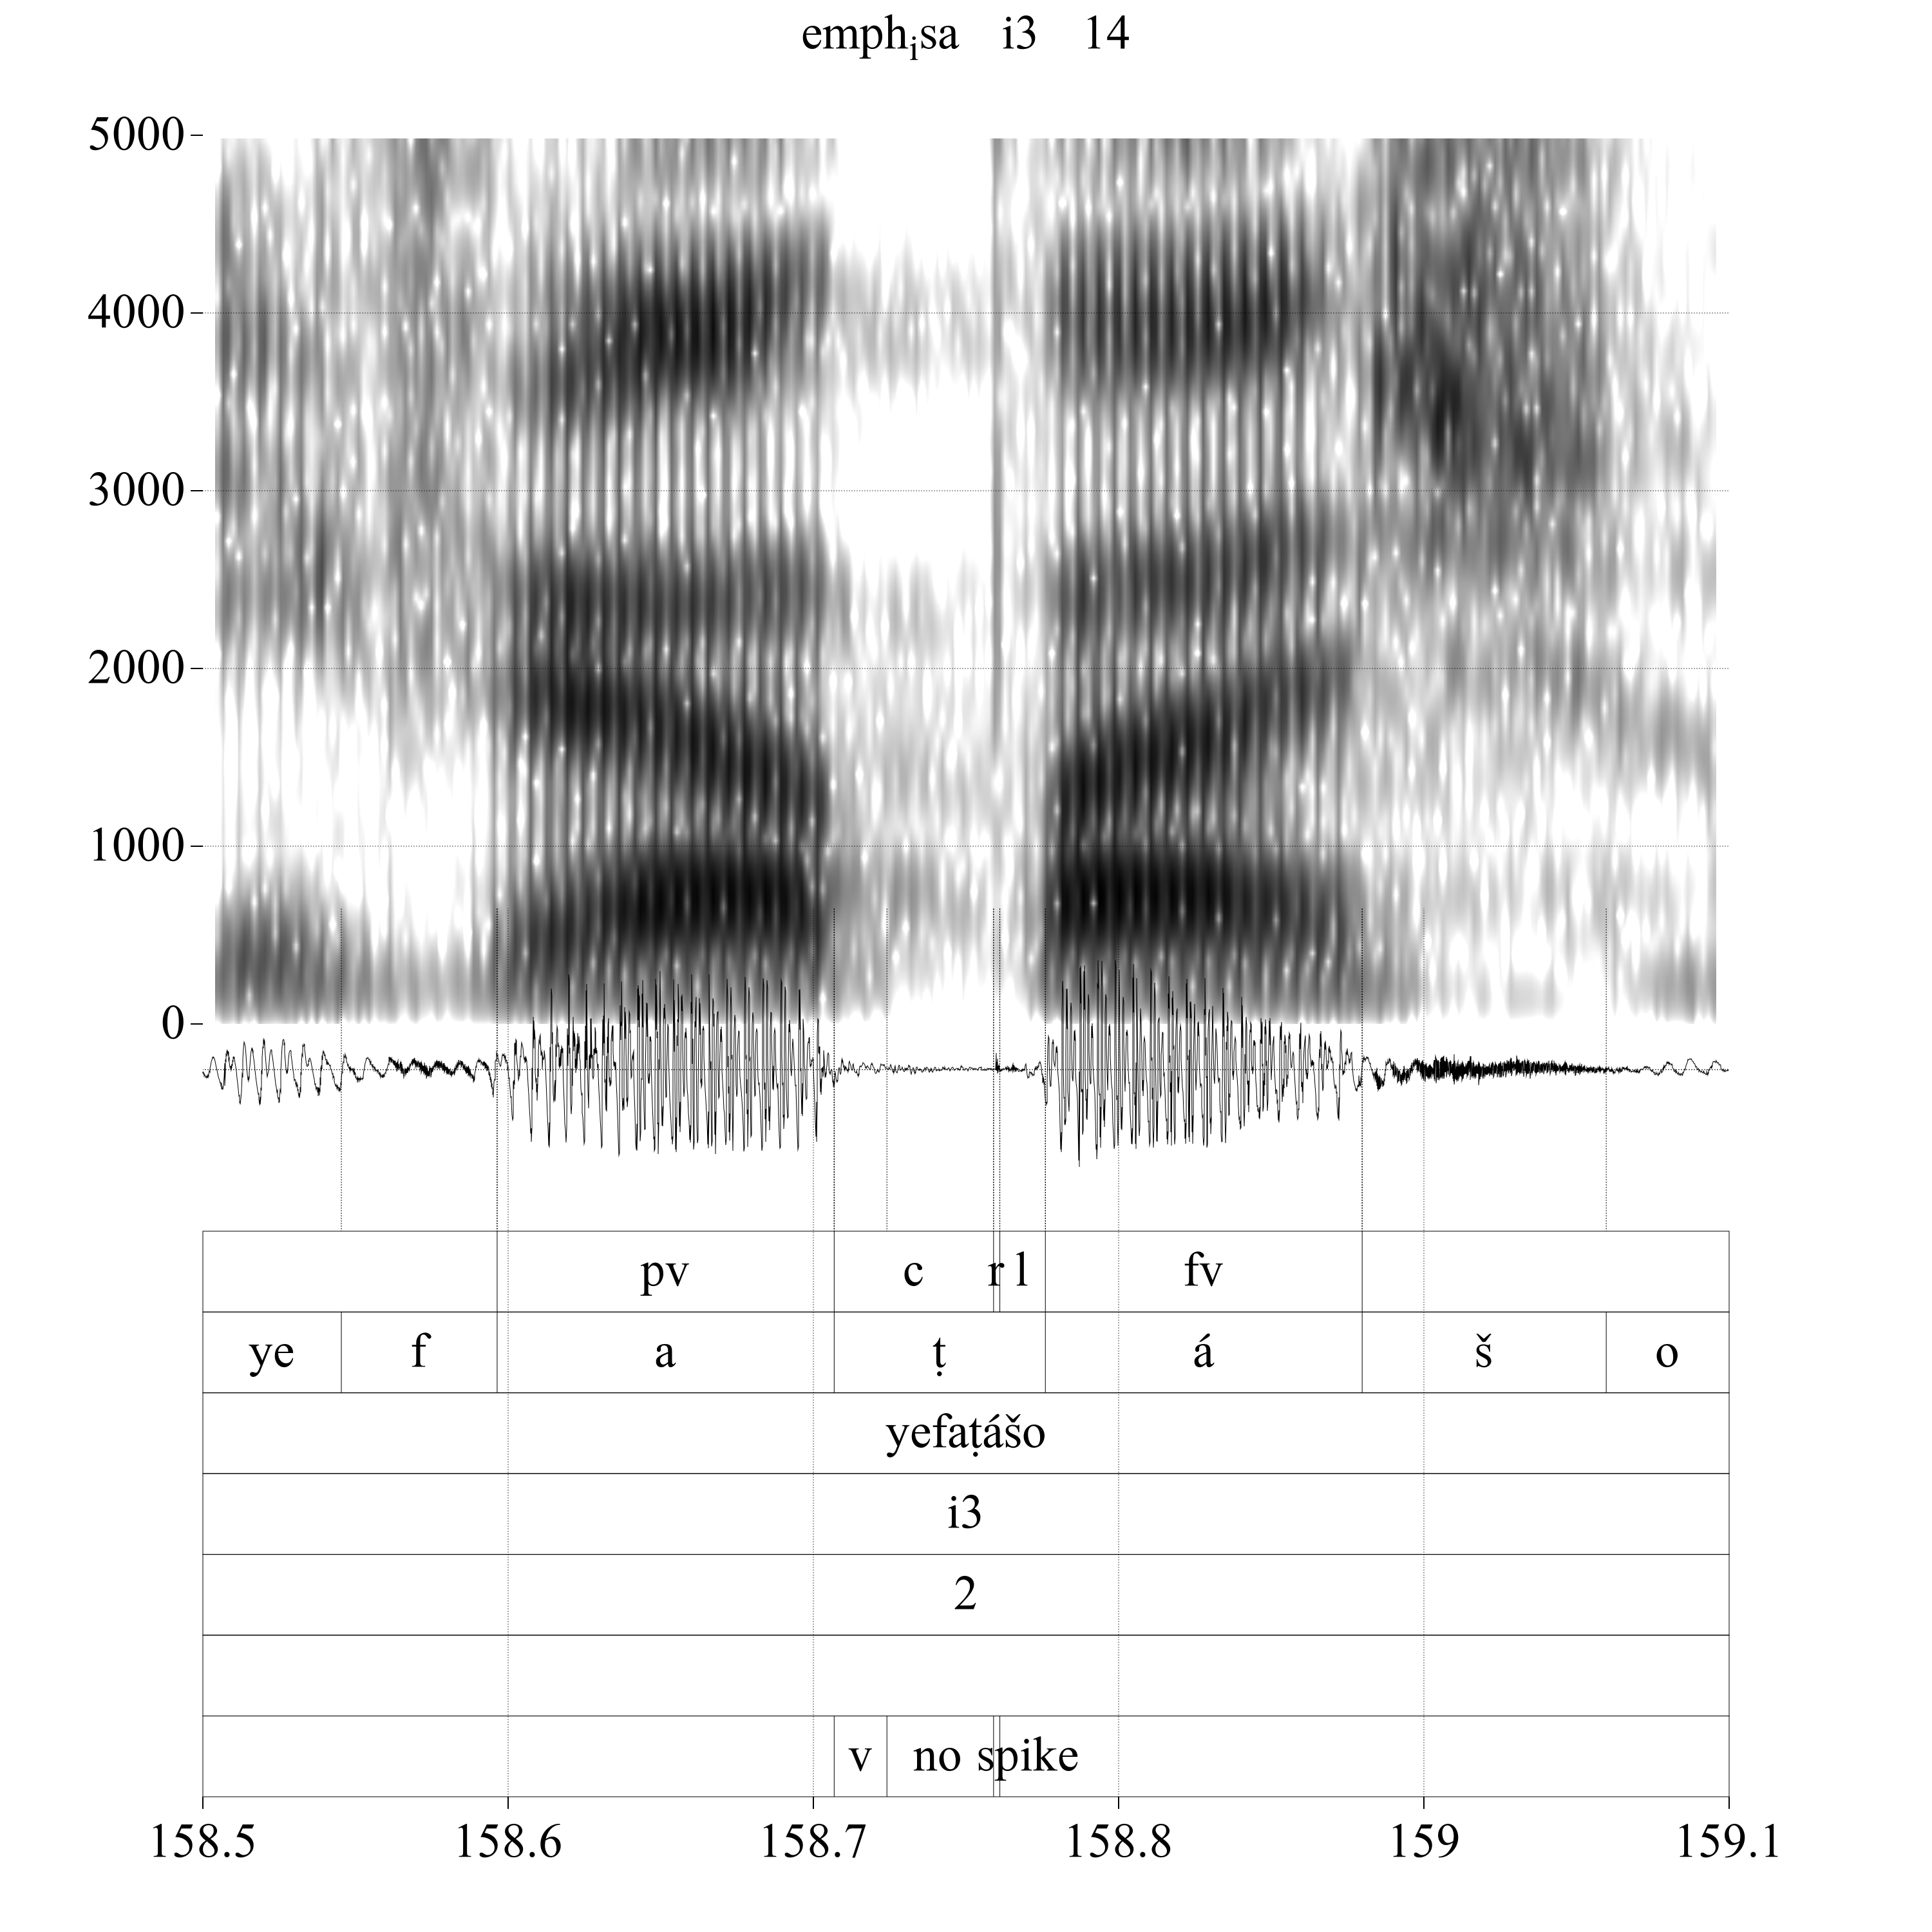 emphisa i3 14
5000
4000
3000
2000
1000
0
pv c r l fv
ye f a ṭ á š o
yefaṭášo
i3
2
v no spike
158.5 158.6 158.7 158.8 159 159.1